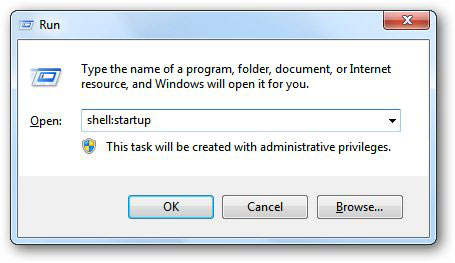 Run
Type the name of a program, folder, document, or Internet
resource, and Windows will open it for you.
Open: shell:startup
This task will be created with administrative privileges.
OK Cancel Browse...